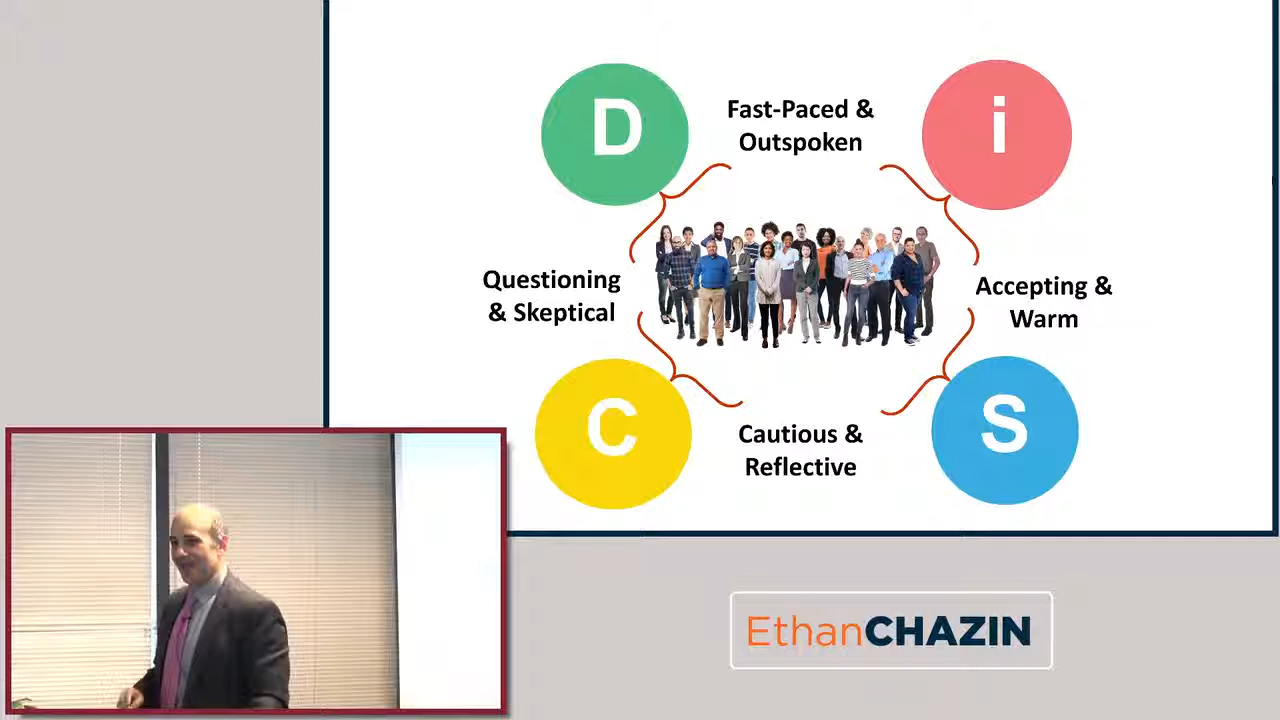 D
Fast-Paced &
Outspoken
i
Questioning
& Skeptical
Accepting &
Warm
C
Cautious &
Reflective
S
EthanCHAZIN